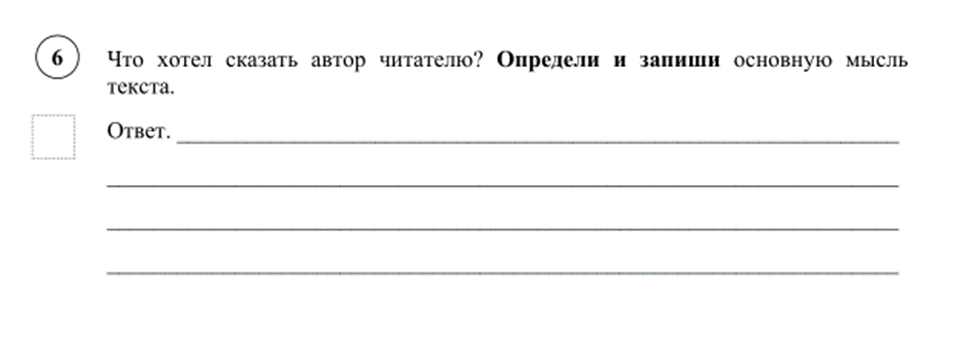 6
Что хотел сказать автор читателю? Определи и запиши основную мысль
текста.
Ответ.